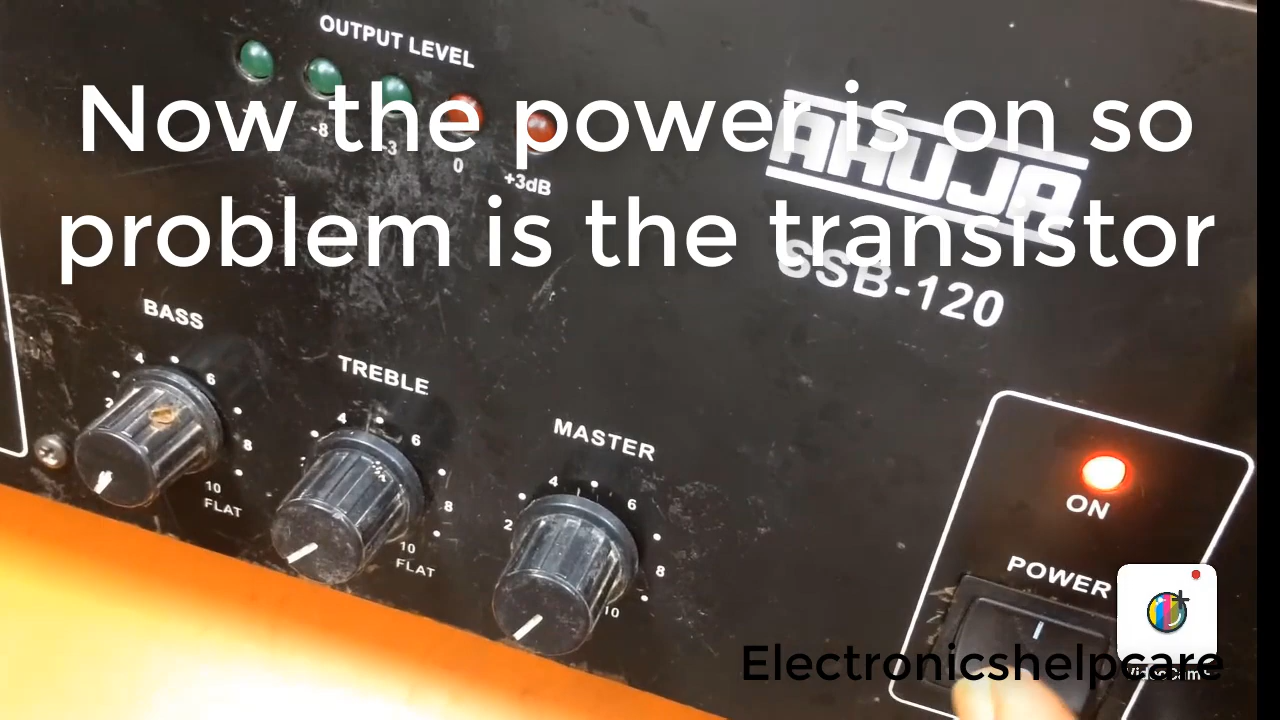 OUTPUT LEVEL
Now the power is on so
problem is the transistor
-8
-3
0
+3dB
AHUJA
SSB-120
BASS
2
4
6
8
10
FLAT
TREBLE
4
6
8
10
FLAT
MASTER
2
4
6
8
10
ON
POWER
Electronicshelpcare